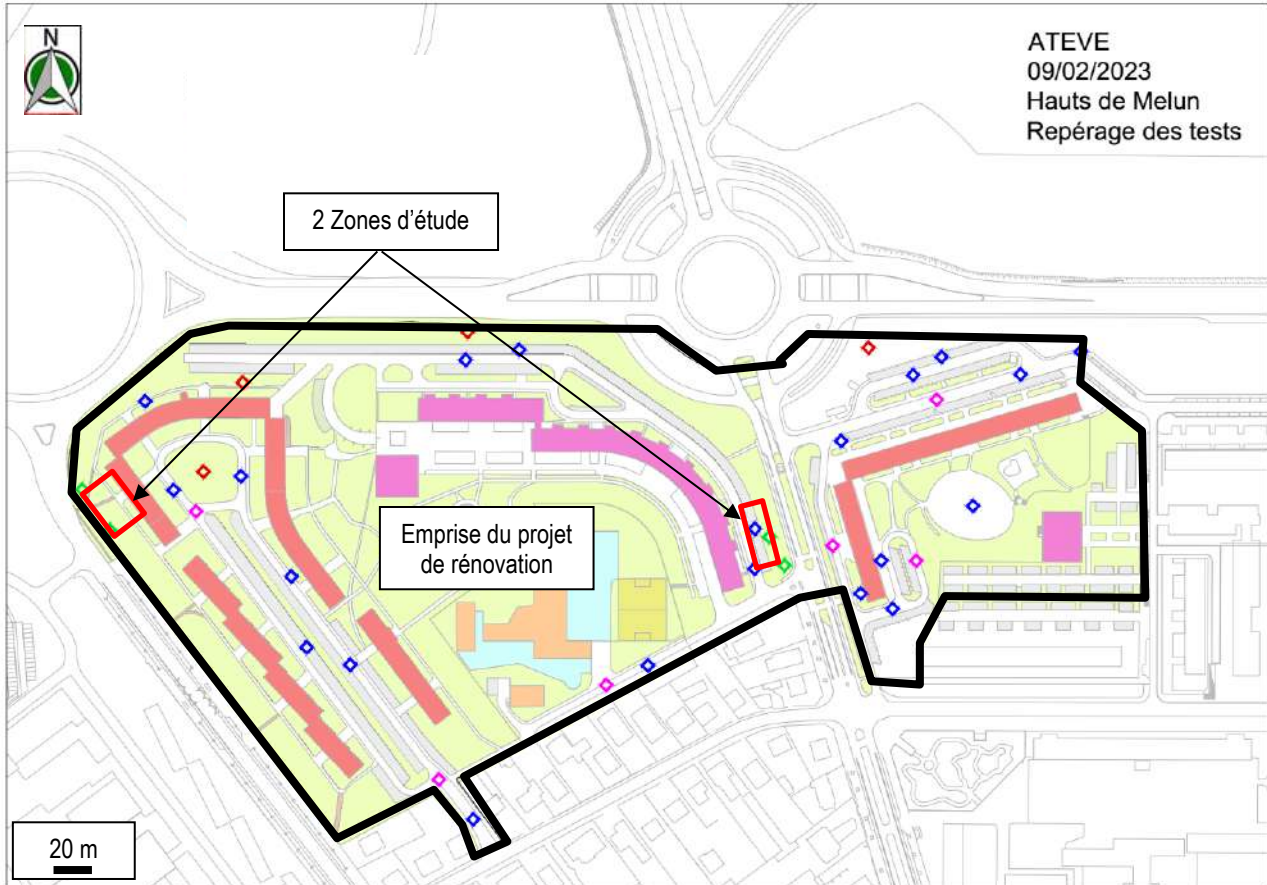 N
ATEVE
09/02/2023
Hauts de Melun
Repérage des tests
2 Zones d'étude
Emprise du projet
de rénovation
20 m